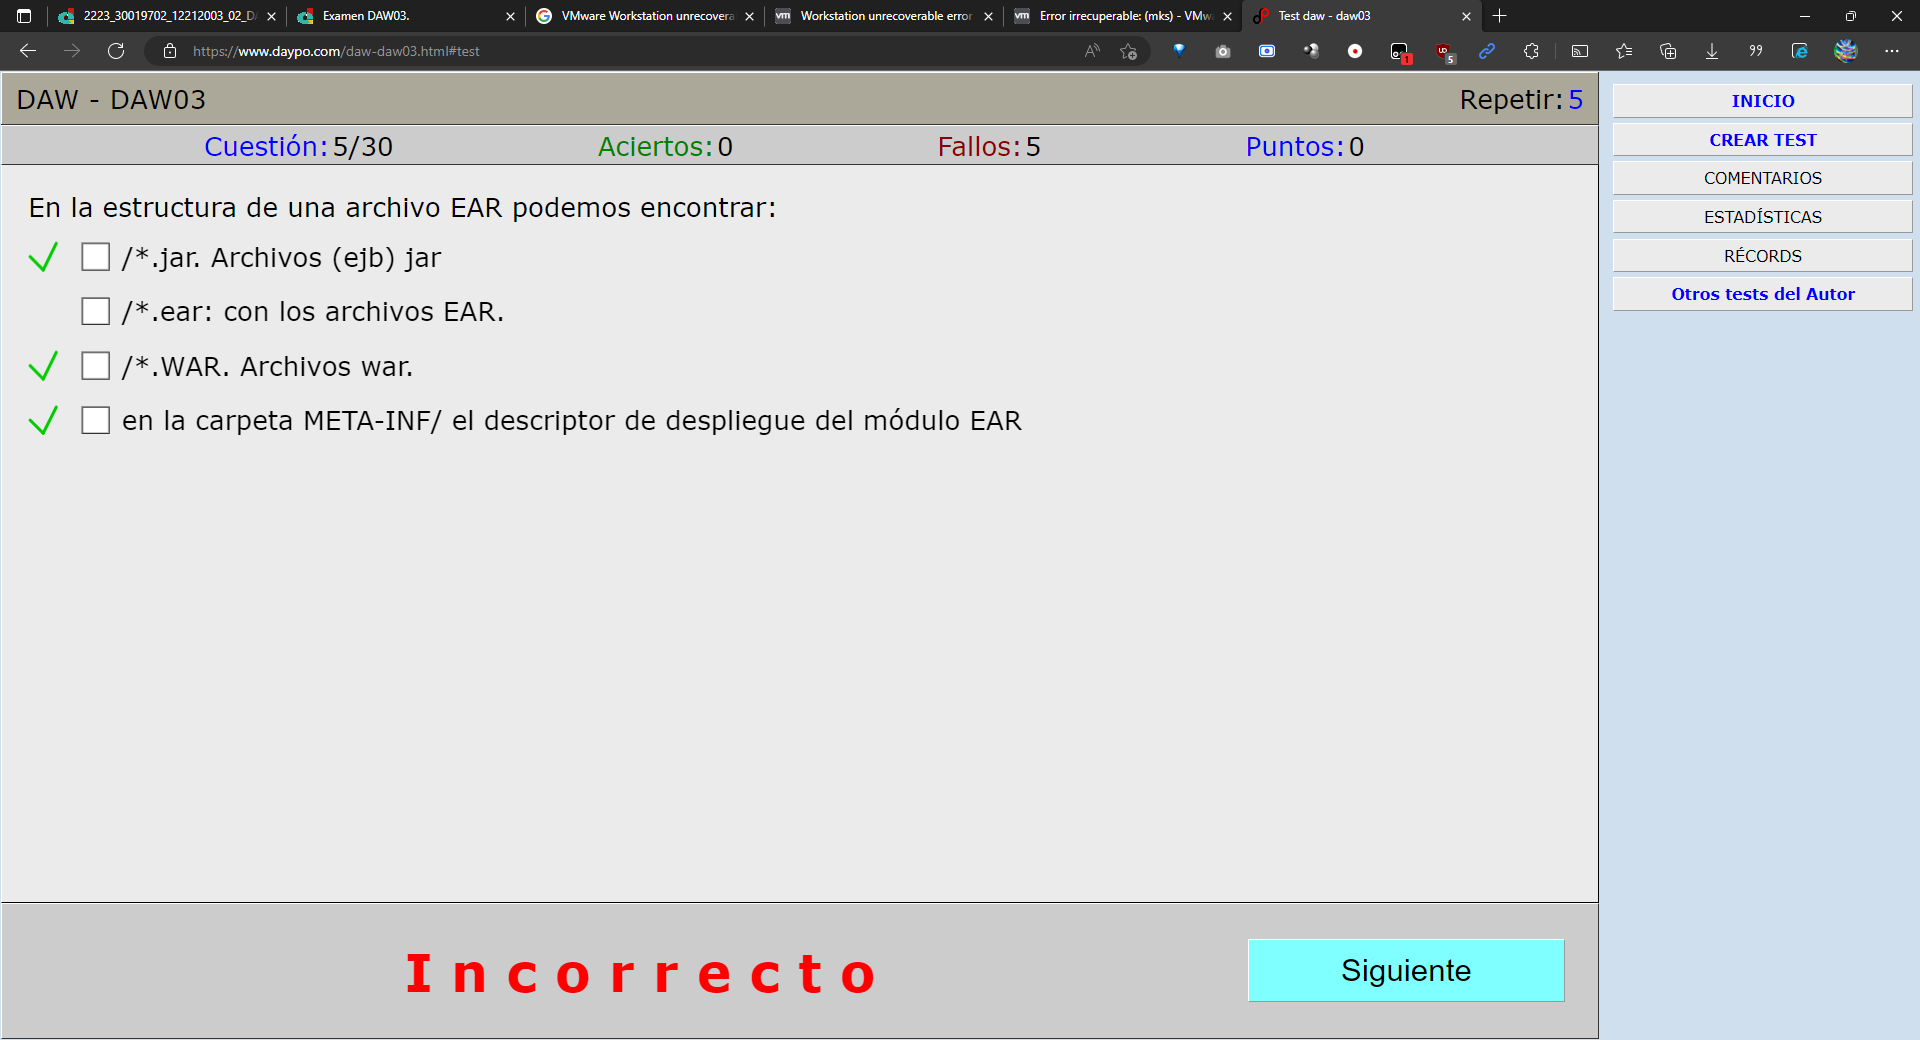 2223_30019702_12212003_02_D
Examen DAW03.
VMware Workstation unrecovera
Workstation unrecoverable error
Error irrecuperable: (mks) - VMw
Test daw - daw03
https://www.daypo.com/daw-daw03.html#test
1
5
DAW - DAW03
Repetir: 5
Cuestión: 5/30
Aciertos: 0
Fallos: 5
Puntos: 0
En la estructura de una archivo EAR podemos encontrar:
/*.jar. Archivos (ejb) jar
/*.ear: con los archivos EAR.
/*.WAR. Archivos war.
en la carpeta META-INF/ el descriptor de despliegue del módulo EAR
Incorrecto
Siguiente
INICIO
CREAR TEST
COMENTARIOS
ESTADÍSTICAS
RÉCORDS
Otros tests del Autor